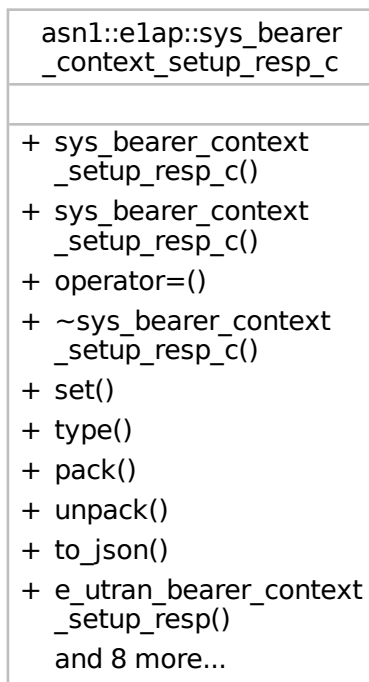 asn1::e1ap::sys_bearer
_context_setup_resp_c
+ sys_bearer_context
_setup_resp_c()
+ sys_bearer_context
_setup_resp_c()
+ operator=()
+ ~sys_bearer_context
_setup_resp_c()
+ set()
+ type()
+ pack()
+ unpack()
+ to_json()
+ e_utran_bearer_context
_setup_resp()
and 8 more...